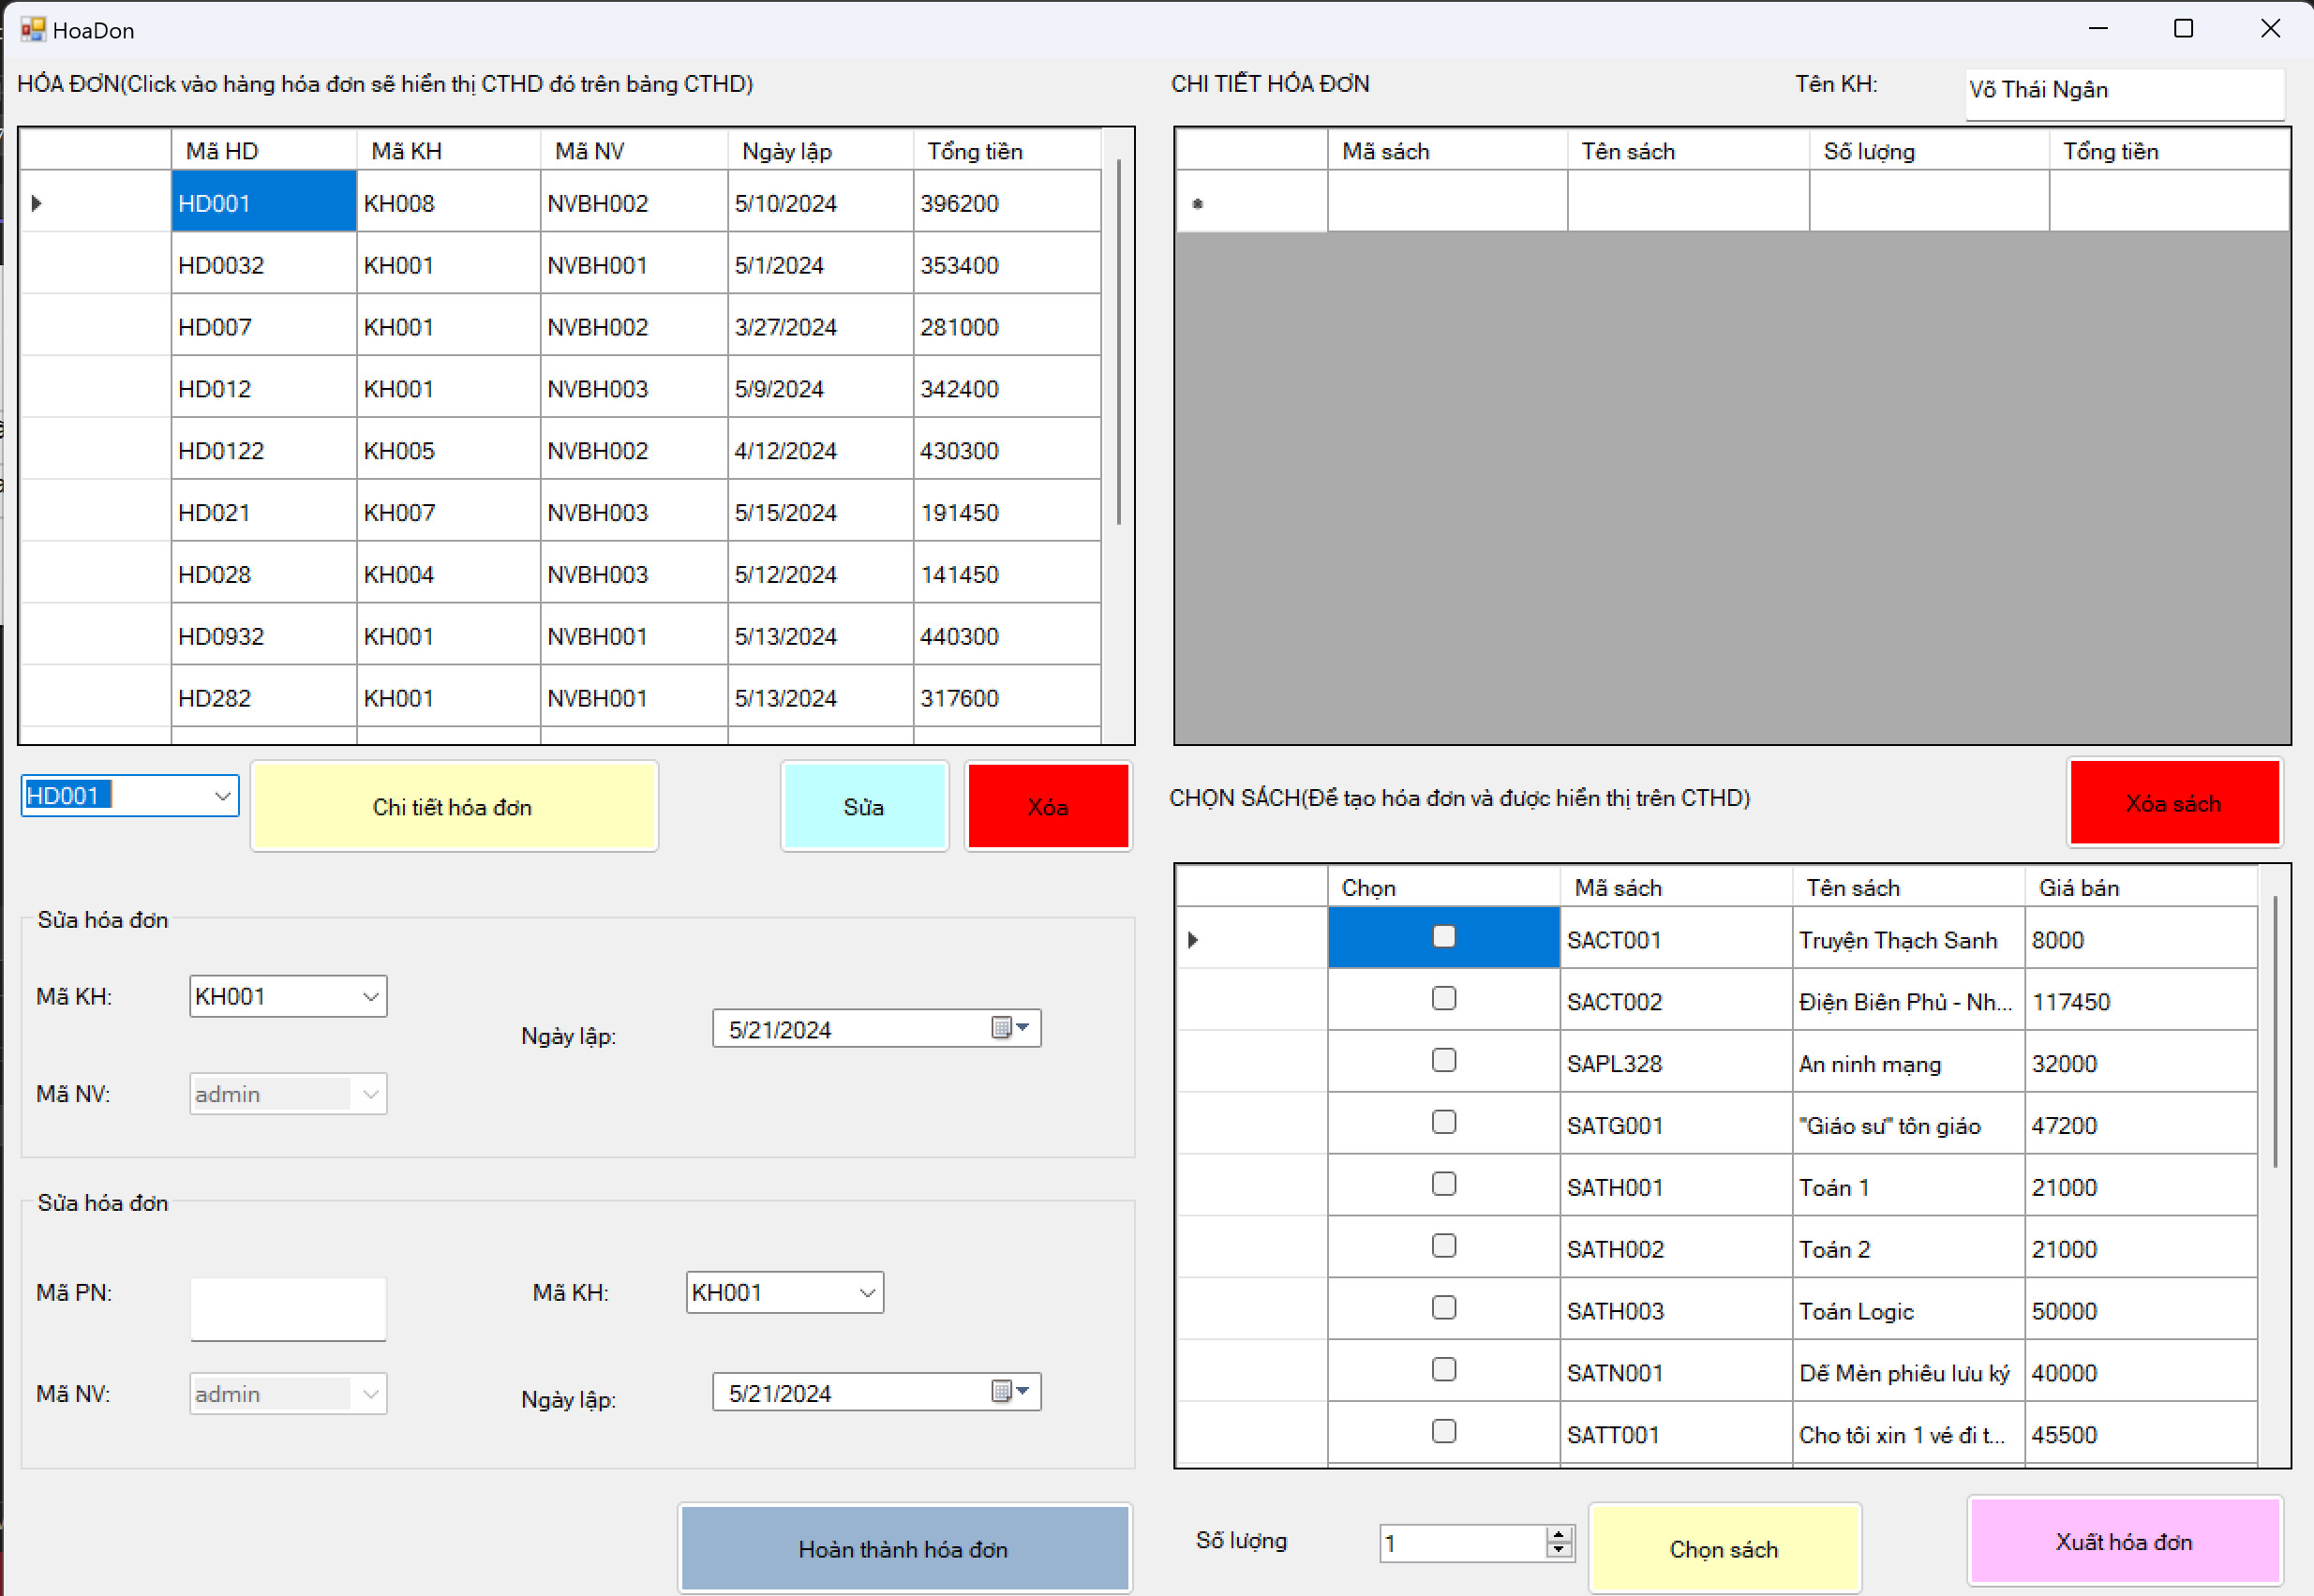 HoaDon
HÓA ĐƠN(Click vào hàng hóa đơn sẽ hiển thị CTHD đó trên bảng CTHD)
Mã HD Mã KH Mã NV Ngày lập Tổng tiền
HD001 KH008 NVBH002 5/10/2024 396200
HD0032 KH001 NVBH001 5/1/2024 353400
HD007 KH001 NVBH002 3/27/2024 281000
HD012 KH001 NVBH003 5/9/2024 342400
HD0122 KH005 NVBH002 4/12/2024 430300
HD021 KH007 NVBH003 5/15/2024 191450
HD028 KH004 NVBH003 5/12/2024 141450
HD0932 KH001 NVBH001 5/13/2024 440300
HD282 KH001 NVBH001 5/13/2024 317600
HD001 Chi tiết hóa đơn Sửa Xóa
Sửa hóa đơn
Mã KH: KH001
Ngày lập: 5/21/2024
Mã NV: admin
Sửa hóa đơn
Mã PN: Mã KH: KH001
Mã NV: admin Ngày lập: 5/21/2024
Hoàn thành hóa đơn
CHI TIẾT HÓA ĐƠN Tên KH: Võ Thái Ngân
Mã sách Tên sách Số lượng Tổng tiền
CHỌN SÁCH(Để tạo hóa đơn và được hiển thị trên CTHD) Xóa sách
Chọn Mã sách Tên sách Giá bán
SACT001 Truyện Thạch Sanh 8000
SACT002 Điện Biên Phủ - Nh... 117450
SAPL328 An ninh mạng 32000
SATG001 "Giáo sư" tôn giáo 47200
SATH001 Toán 1 21000
SATH002 Toán 2 21000
SATH003 Toán Logic 50000
SATN001 Dế Mèn phiêu lưu ký 40000
SATT001 Cho tôi xin 1 vé đi t... 45500
Số lượng 1 Chọn sách Xuất hóa đơn